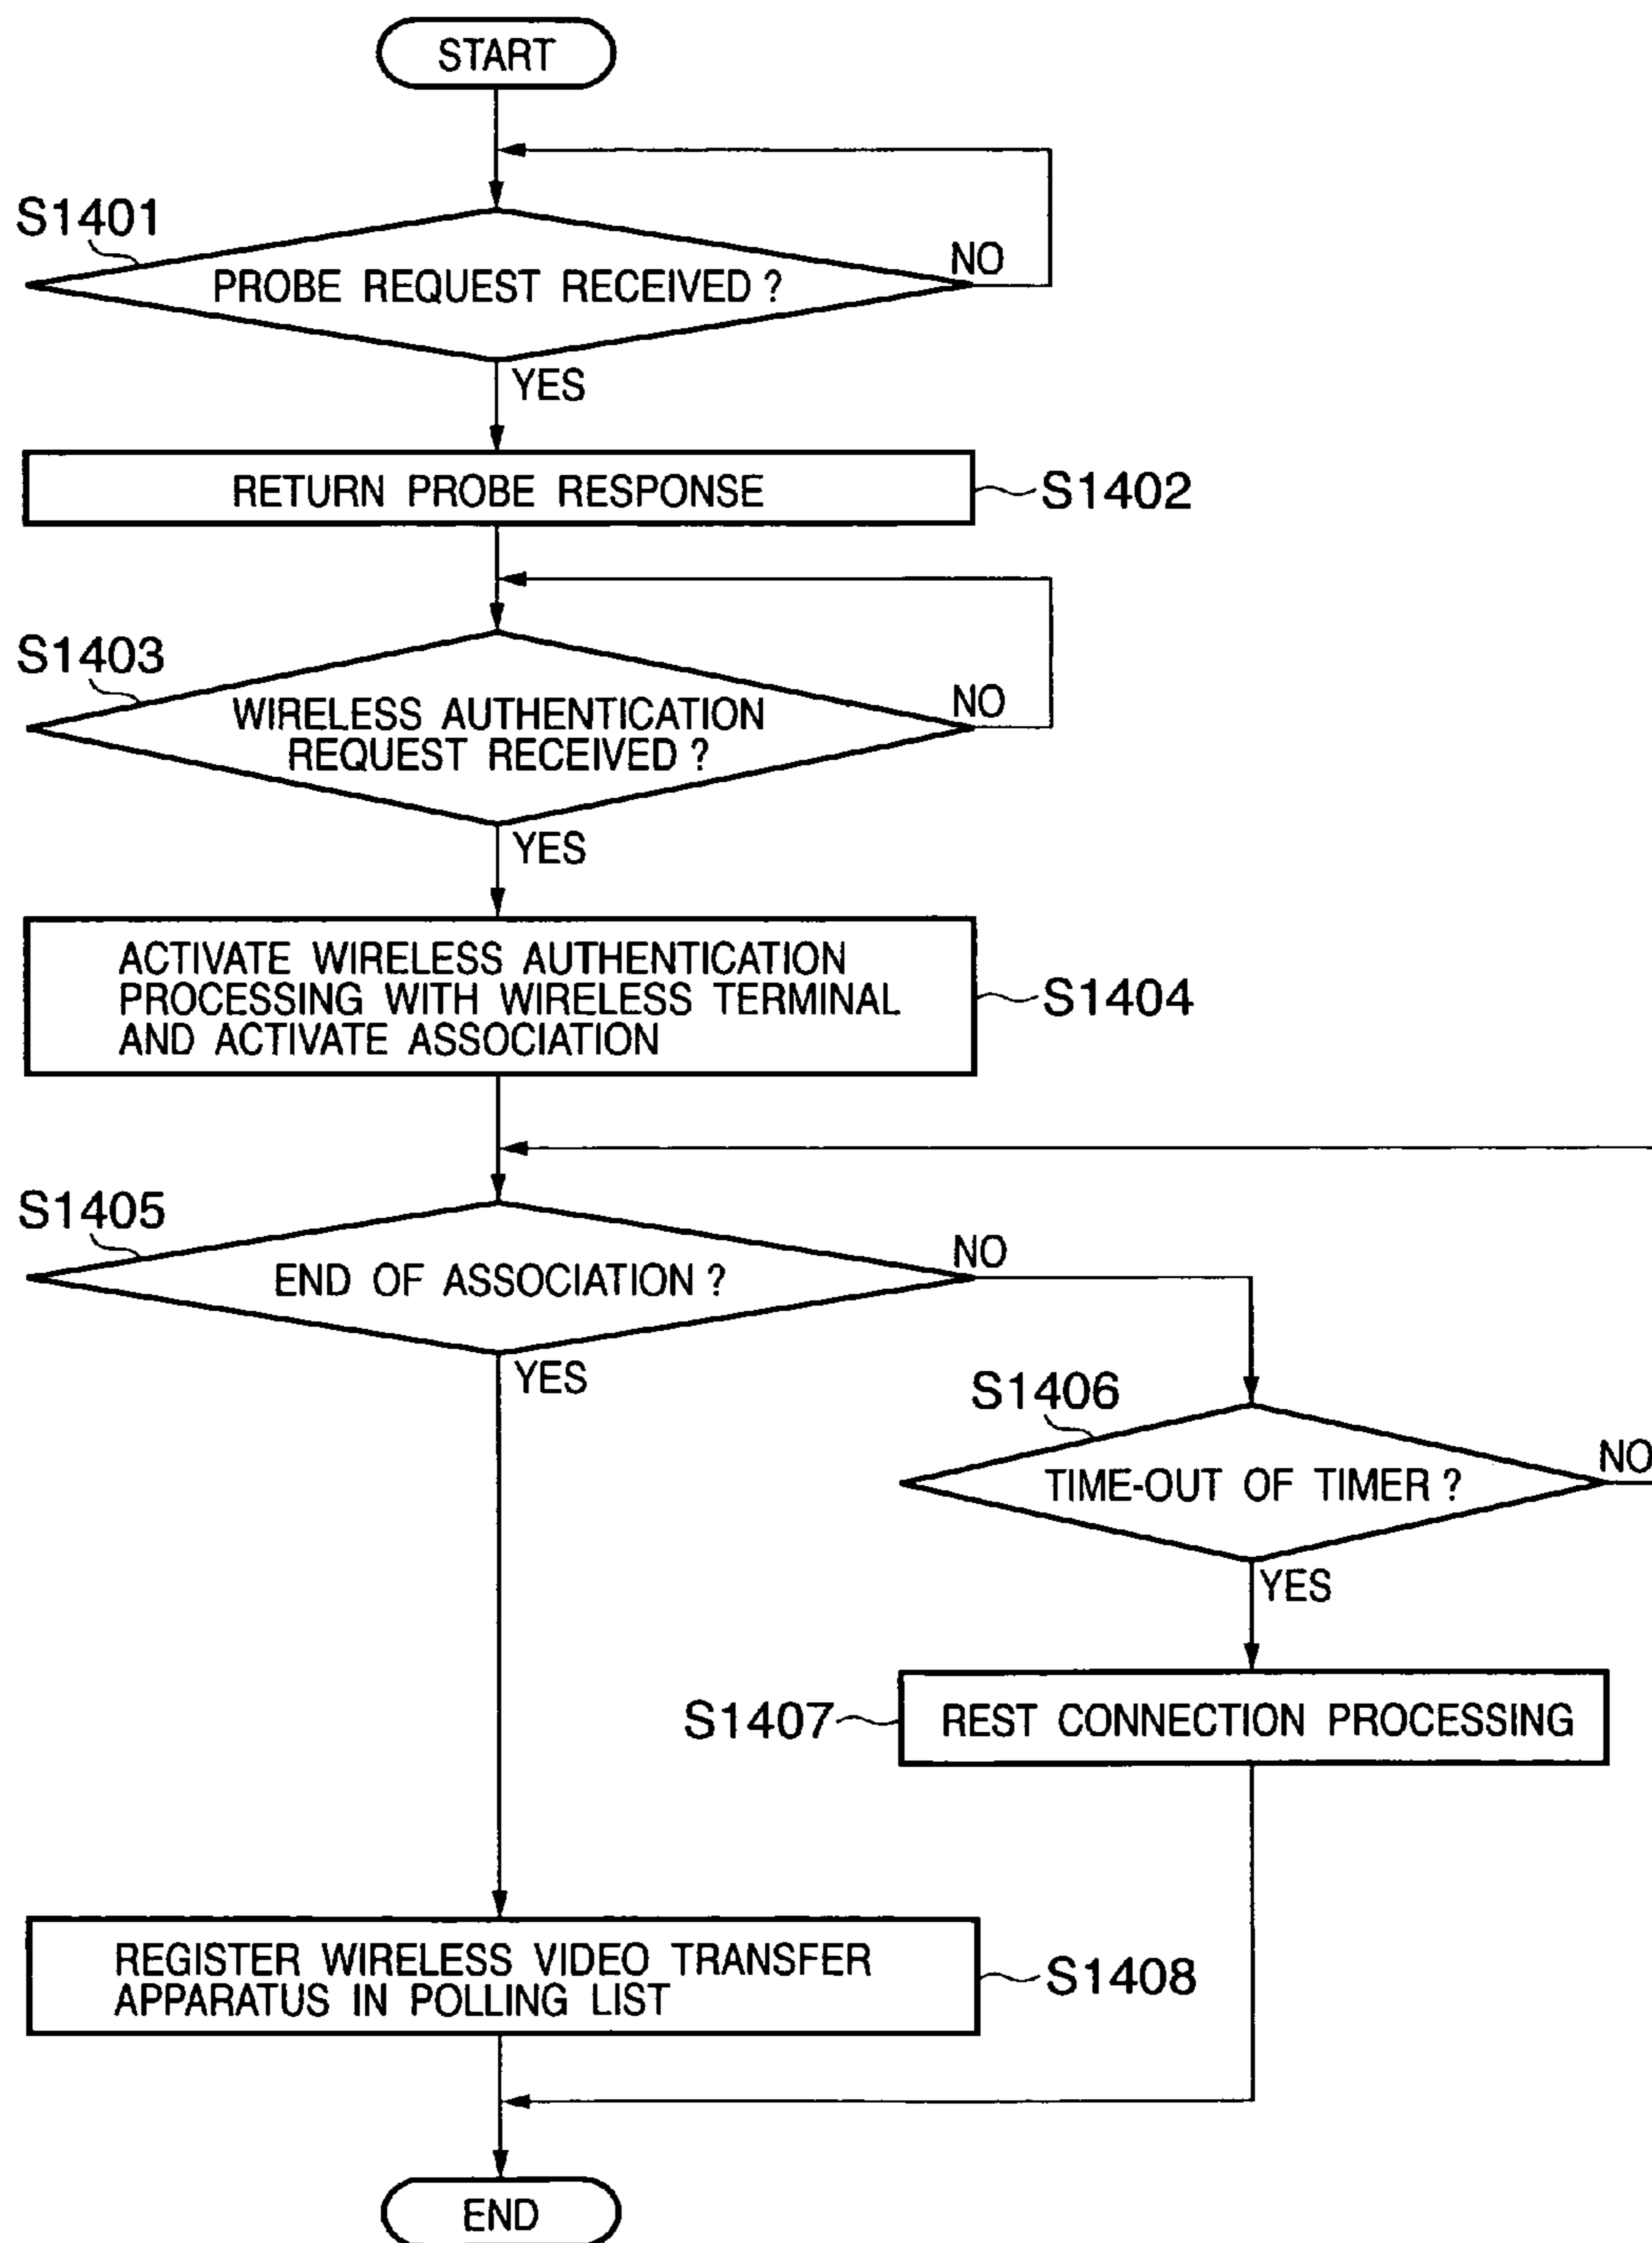 START
S1401
PROBE REQUEST RECEIVED ?
NO
YES
RETURN PROBE RESPONSE
S1402
S1403
WIRELESS AUTHENTICATION
REQUEST RECEIVED ?
NO
YES
ACTIVATE WIRELESS AUTHENTICATION
PROCESSING WITH WIRELESS TERMINAL
AND ACTIVATE ASSOCIATION
S1404
S1405
END OF ASSOCIATION ?
NO
YES
S1406
TIME-OUT OF TIMER ?
NO
YES
S1407
REST CONNECTION PROCESSING
REGISTER WIRELESS VIDEO TRANSFER
APPARATUS IN POLLING LIST
S1408
END